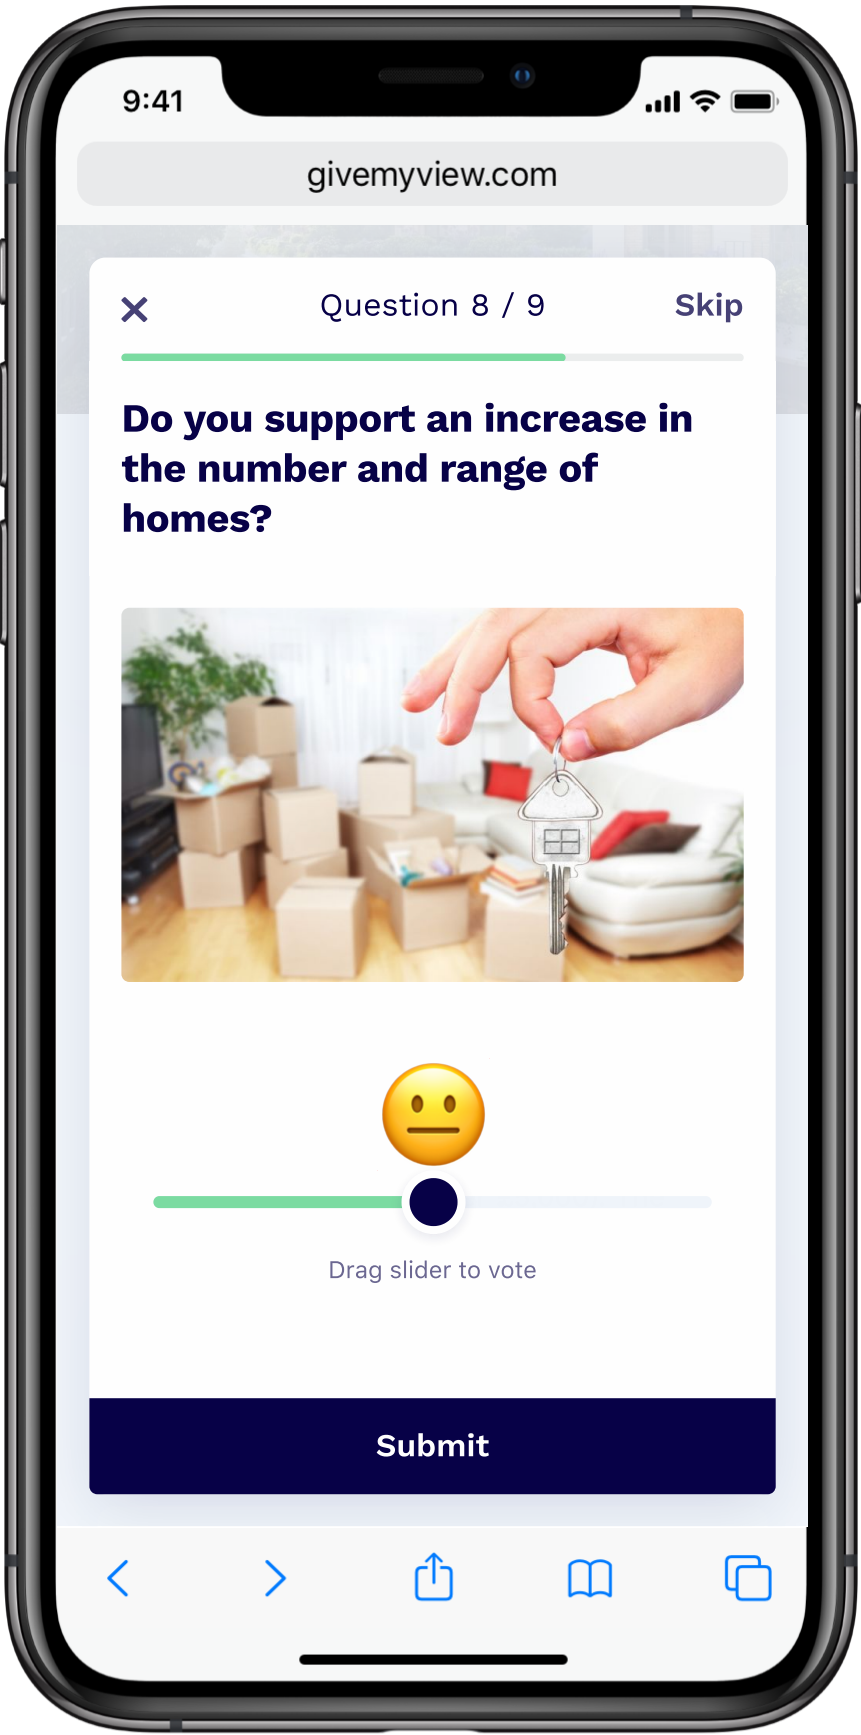 9:41
givemyview.com
Question 8 / 9
Skip
Do you support an increase in
the number and range of
homes?
Drag slider to vote
Submit